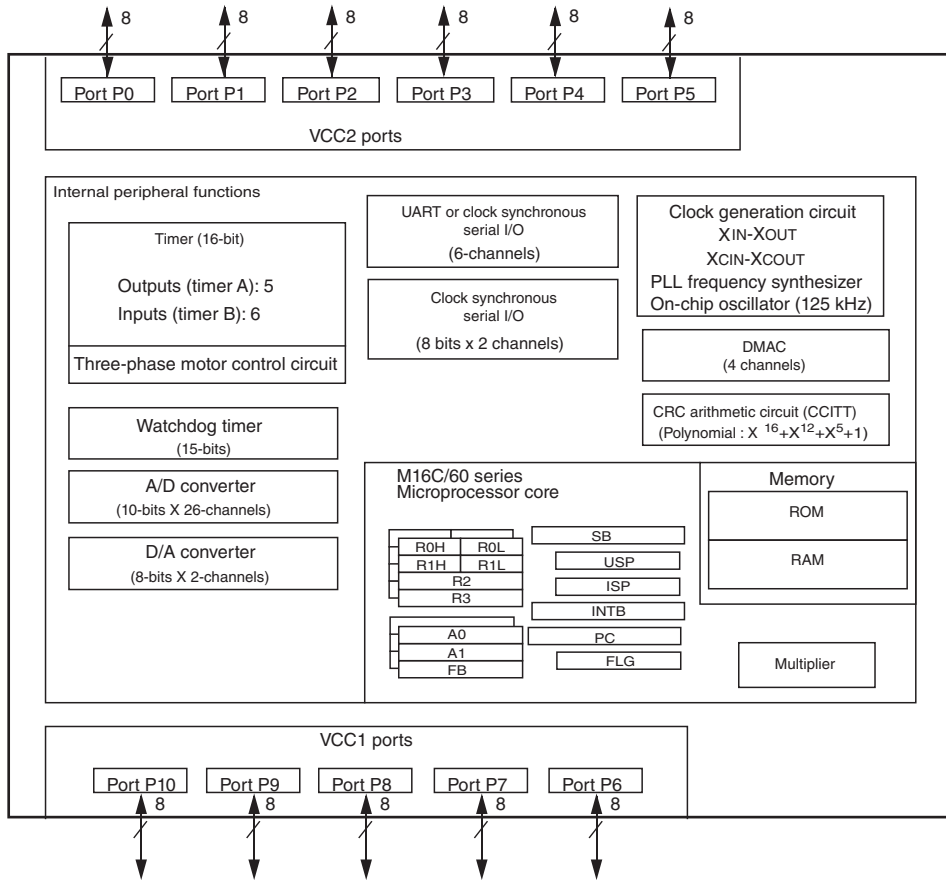 8 8 8 8 8 8
Port P0 Port P1 Port P2 Port P3 Port P4 Port P5
VCC2 ports
Internal peripheral functions
Timer (16-bit)
Outputs (timer A): 5
Inputs (timer B): 6
Three-phase motor control circuit
UART or clock synchronous
serial I/O
(6-channels)
Clock synchronous
serial I/O
(8 bits x 2 channels)
Clock generation circuit
XIN-XOUT
XCIN-XCOUT
PLL frequency synthesizer
On-chip oscillator (125 kHz)
DMAC
(4 channels)
CRC arithmetic circuit (CCITT)
(Polynomial : X 16+X12+X5+1)
Watchdog timer
(15-bits)
A/D converter
(10-bits X 26-channels)
D/A converter
(8-bits X 2-channels)
M16C/60 series
Microprocessor core
R0H R0L
R1H R1L
R2
R3
A0
A1
FB
SB
USP
ISP
INTB
PC
FLG
Memory
ROM
RAM
Multiplier
VCC1 ports
Port P10 Port P9 Port P8 Port P7 Port P6
8 8 8 8 8